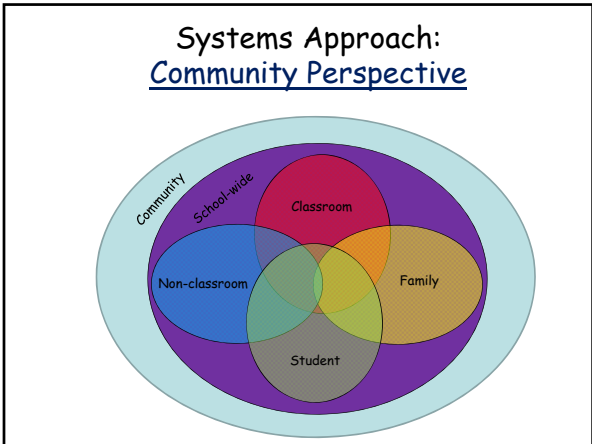 Systems Approach:
Community Perspective
Community
School-wide
Classroom
Non-classroom
Family
Student